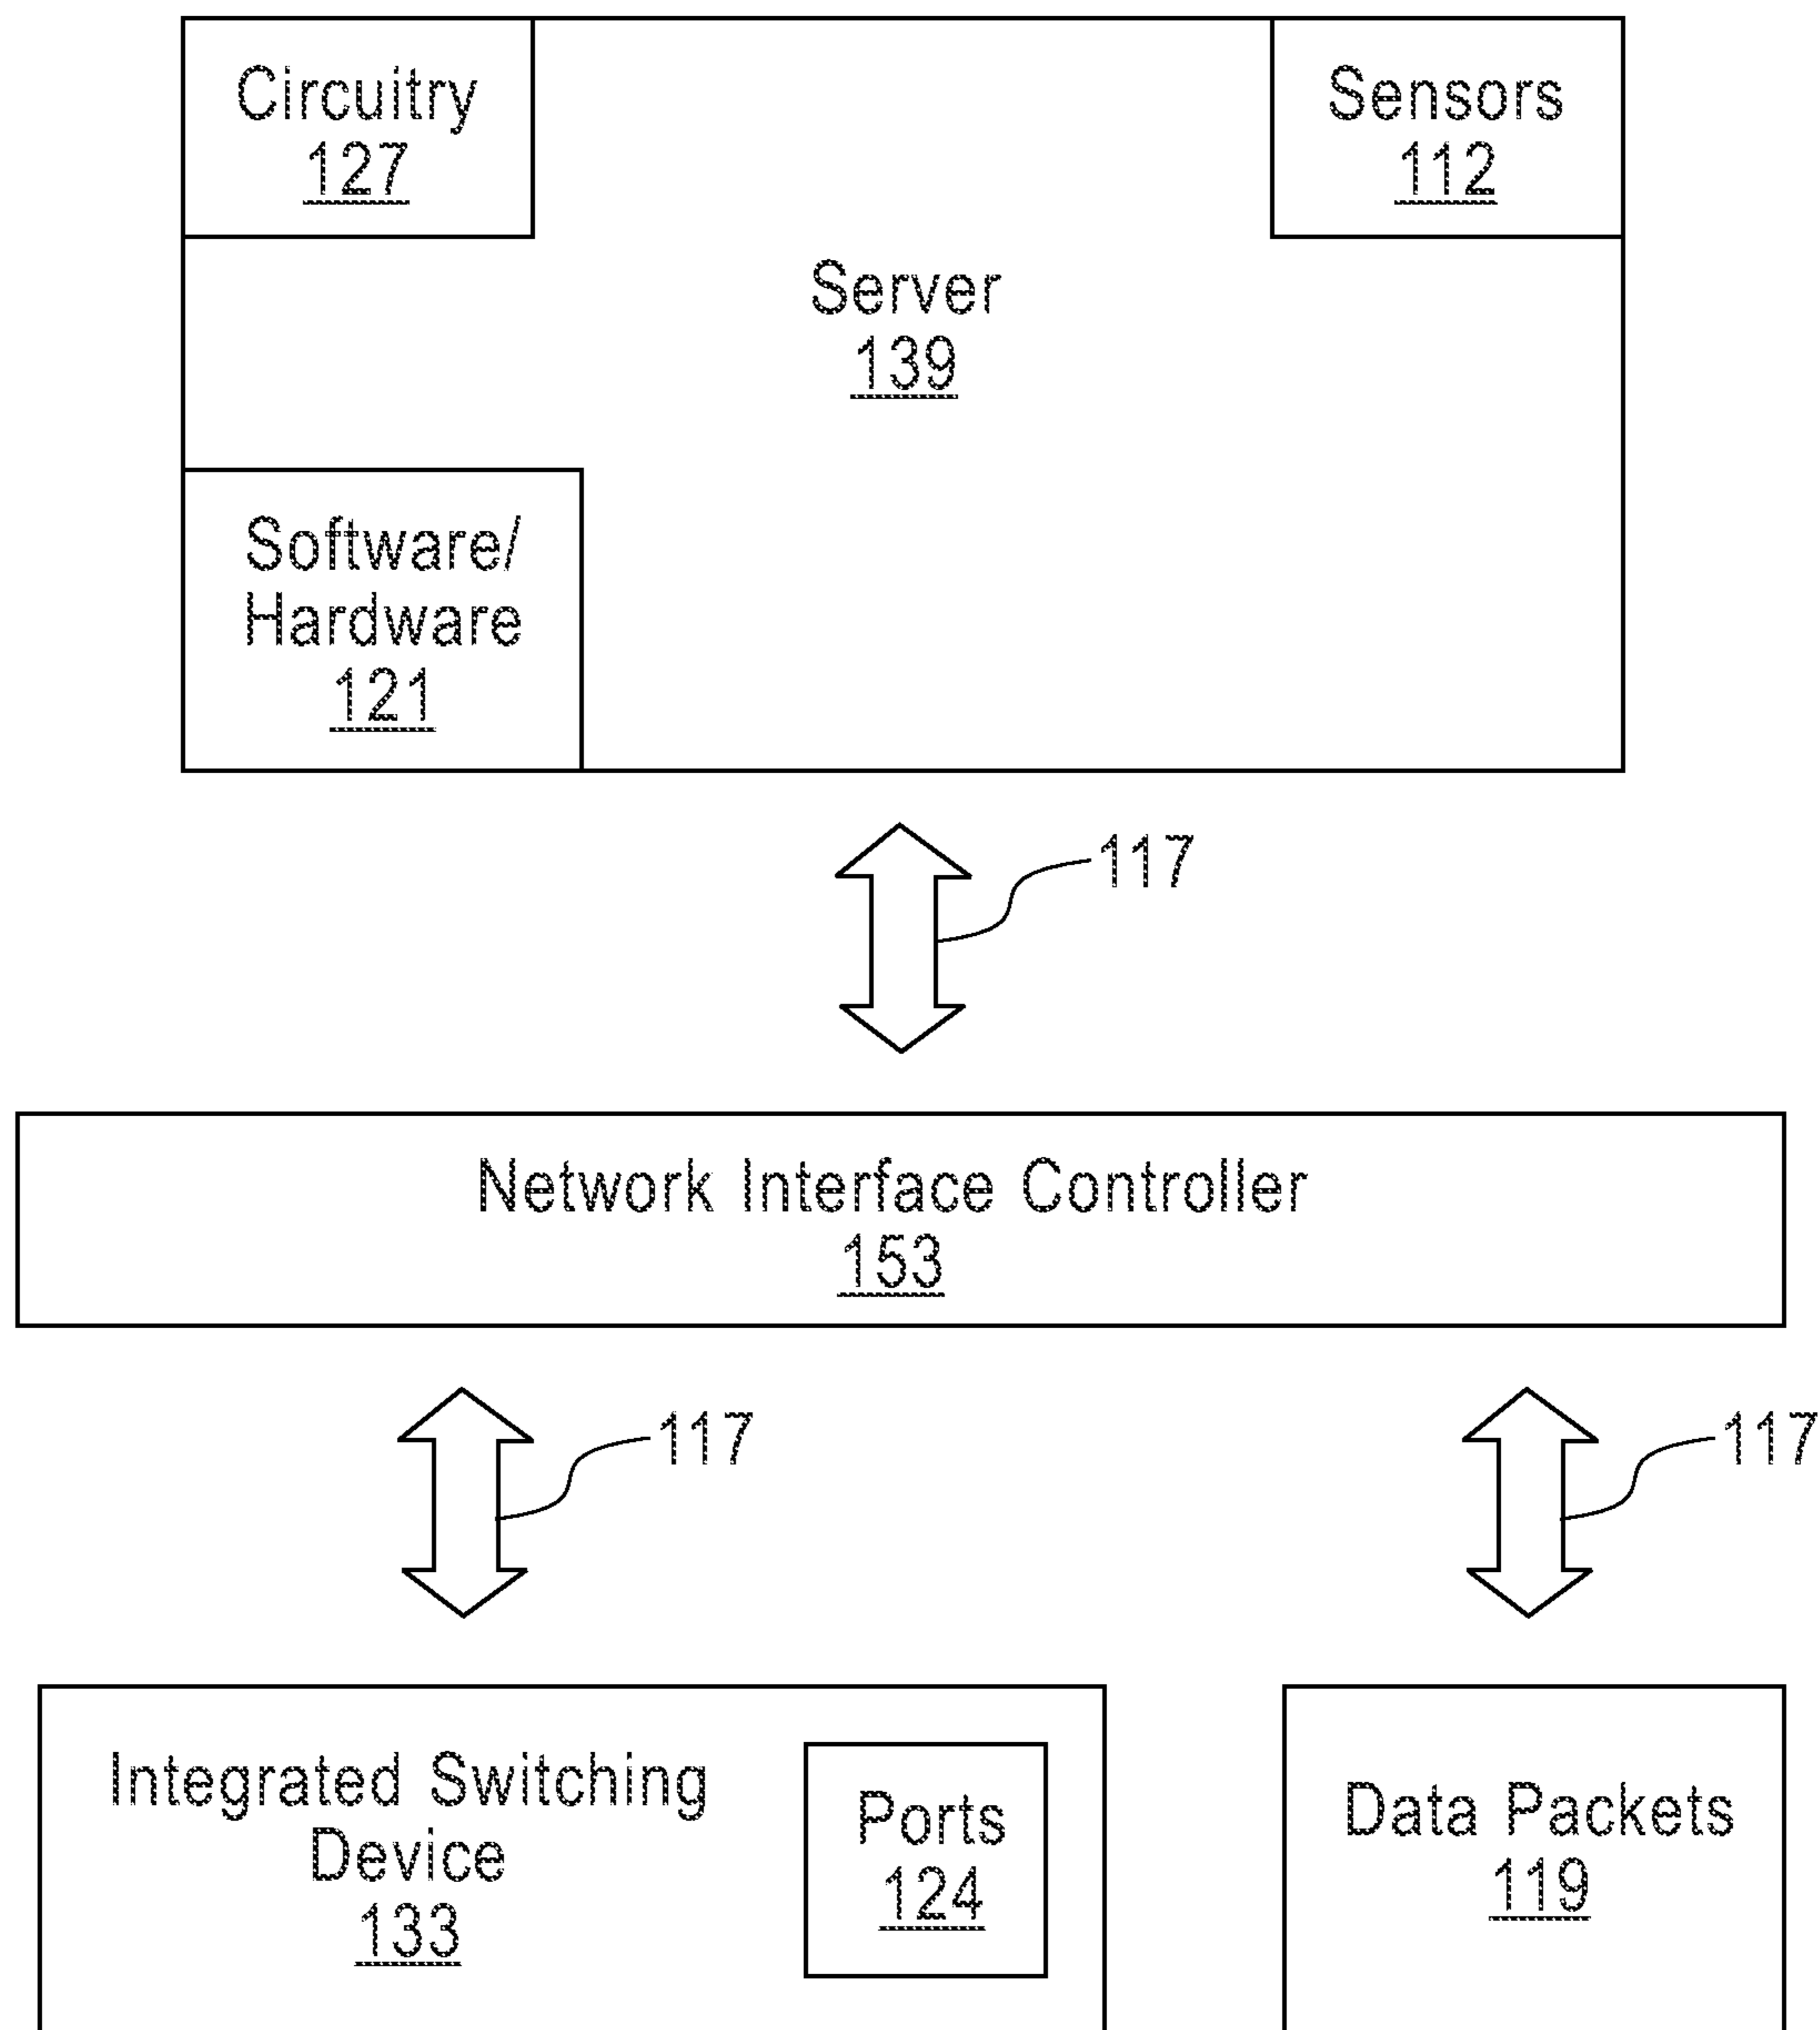 Circuitry
127
Sensors
112
Server
139
Software/
Hardware
121
117
Network Interface Controller
153
117
117
Integrated Switching
Device
133
Ports
124
Data Packets
119